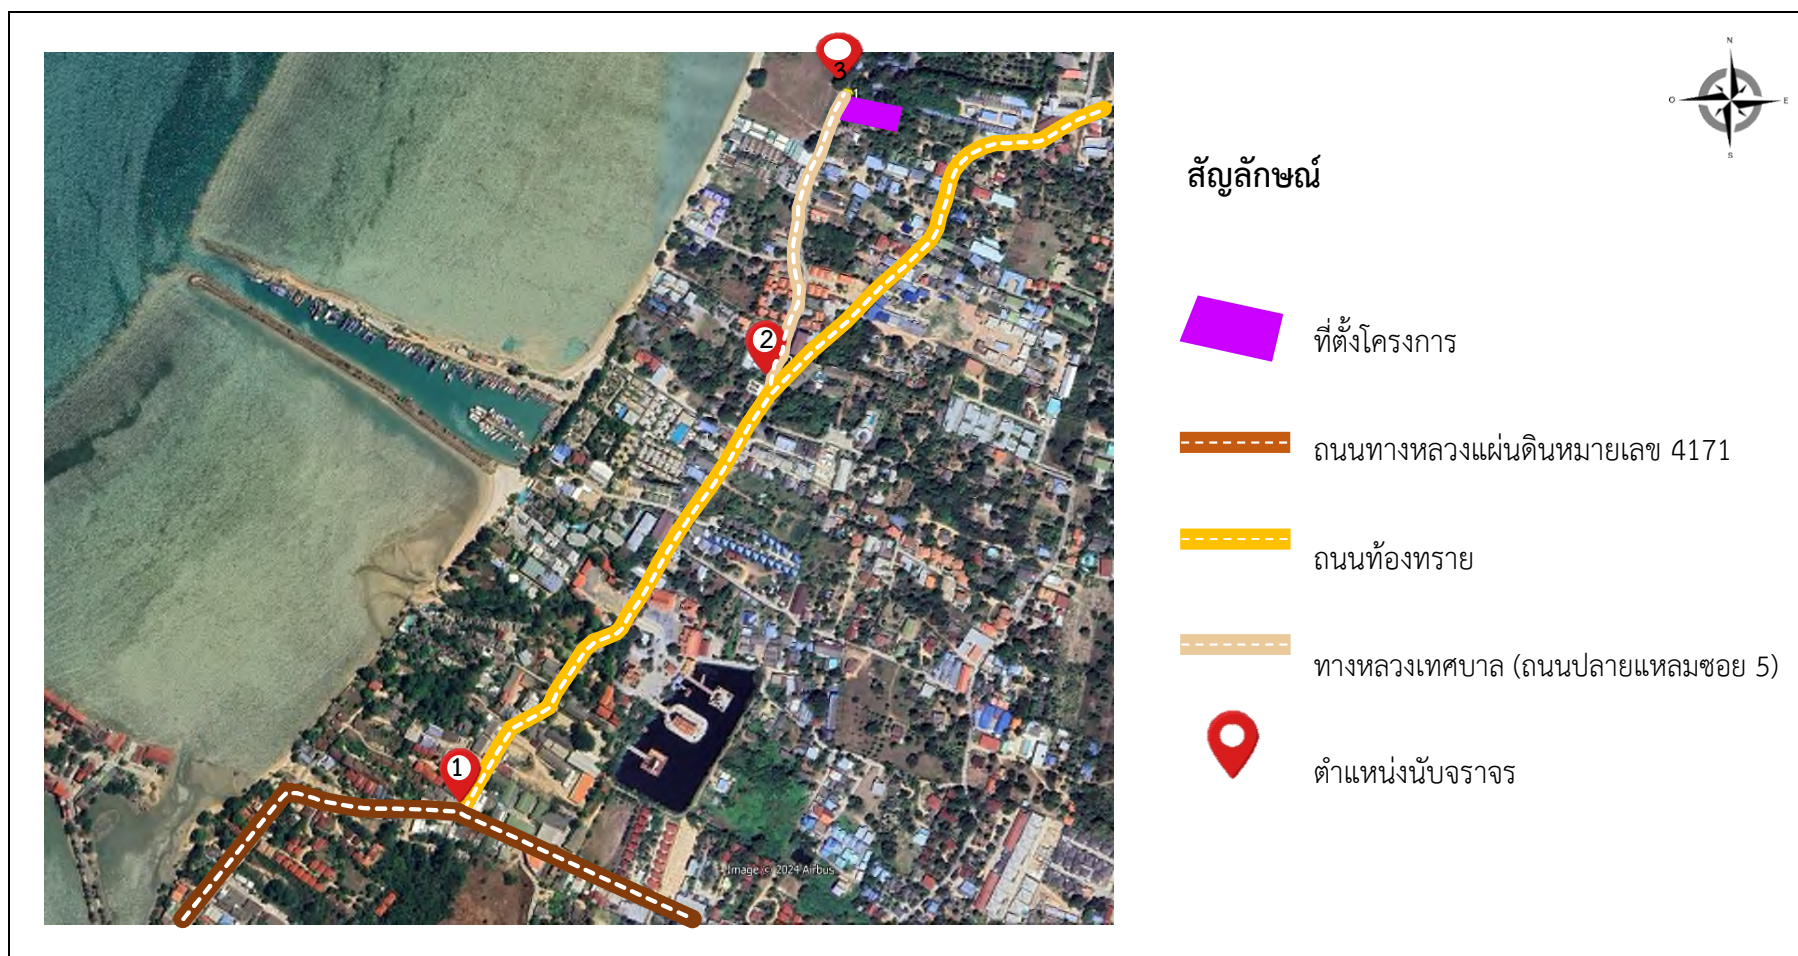 N
O
E
S
3
1
สัญลักษณ์
ที่ตั้งโครงการ
2
ถนนทางหลวงแผ่นดินหมายเลข 4171
ถนนท้องทราย
ทางหลวงเทศบาล (ถนนปลายแหลมซอย 5)
1
ตำแหน่งนับจราจร
Image © 2024 Airbus